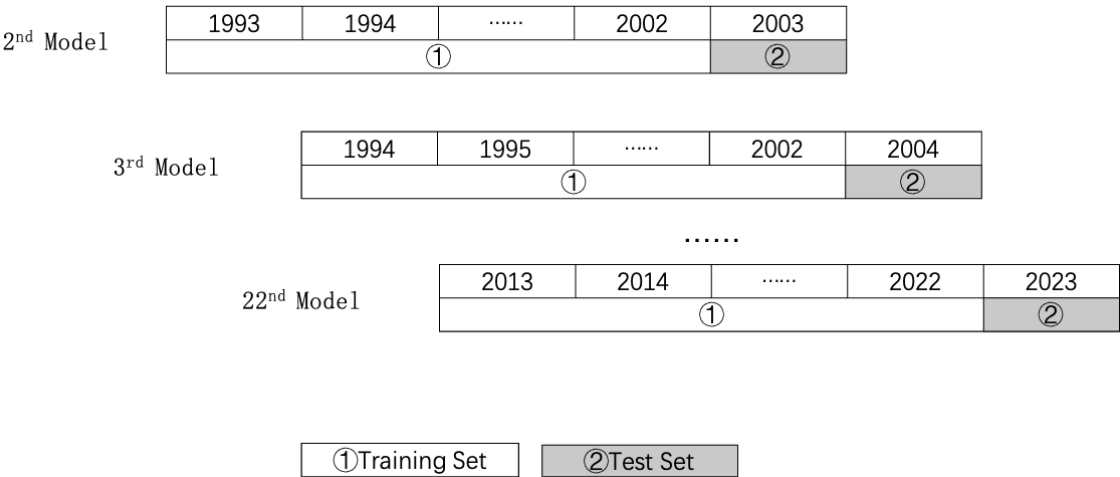 1993 1994 ...... 2002 2003
2nd Model
① ②
1994 1995 ...... 2002 2004
3rd Model
① ②
......
2013 2014 ...... 2022 2023
22nd Model
① ②
①Training Set ②Test Set